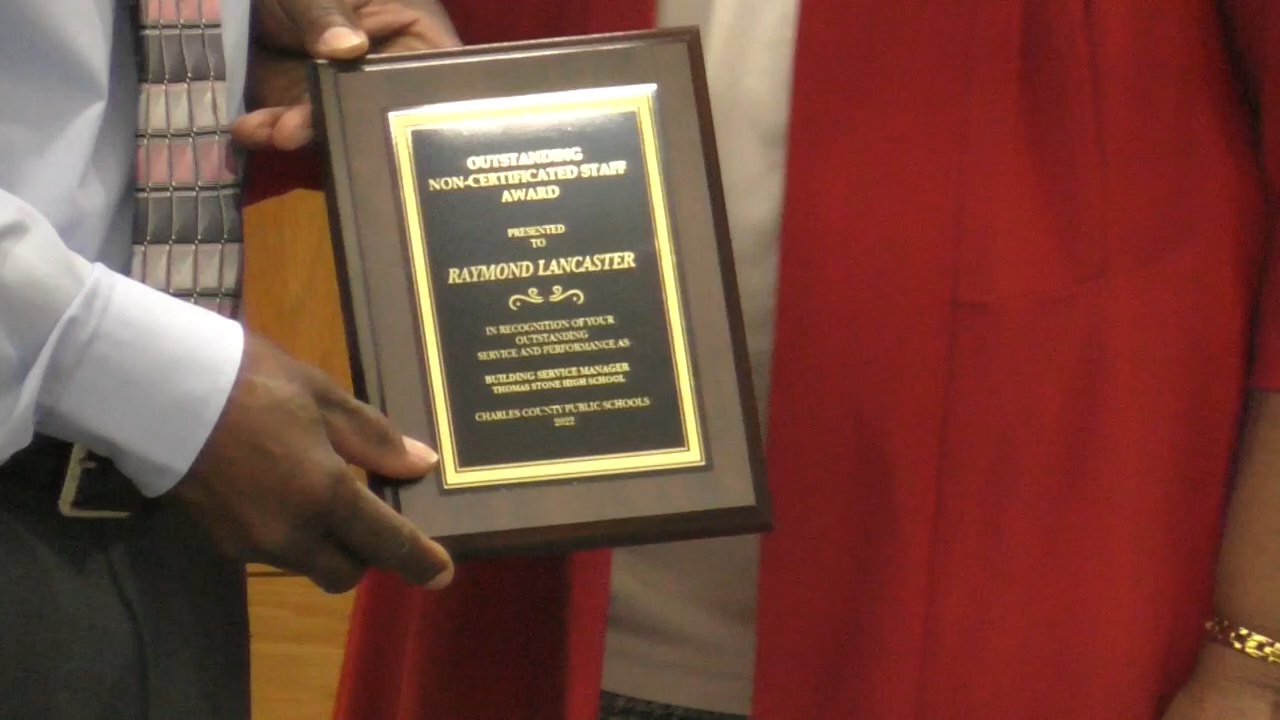 OUTSTANDING
NON-CERTIFICATED STAFF
AWARD
PRESENTED
TO
RAYMOND LANCASTER
IN RECOGNITION OF YOUR
OUTSTANDING
SERVICE AND PERFORMANCE AS
BUILDING SERVICE MANAGER
THOMAS STONE HIGH SCHOOL
CHARLES COUNTY PUBLIC SCHOOLS
2022